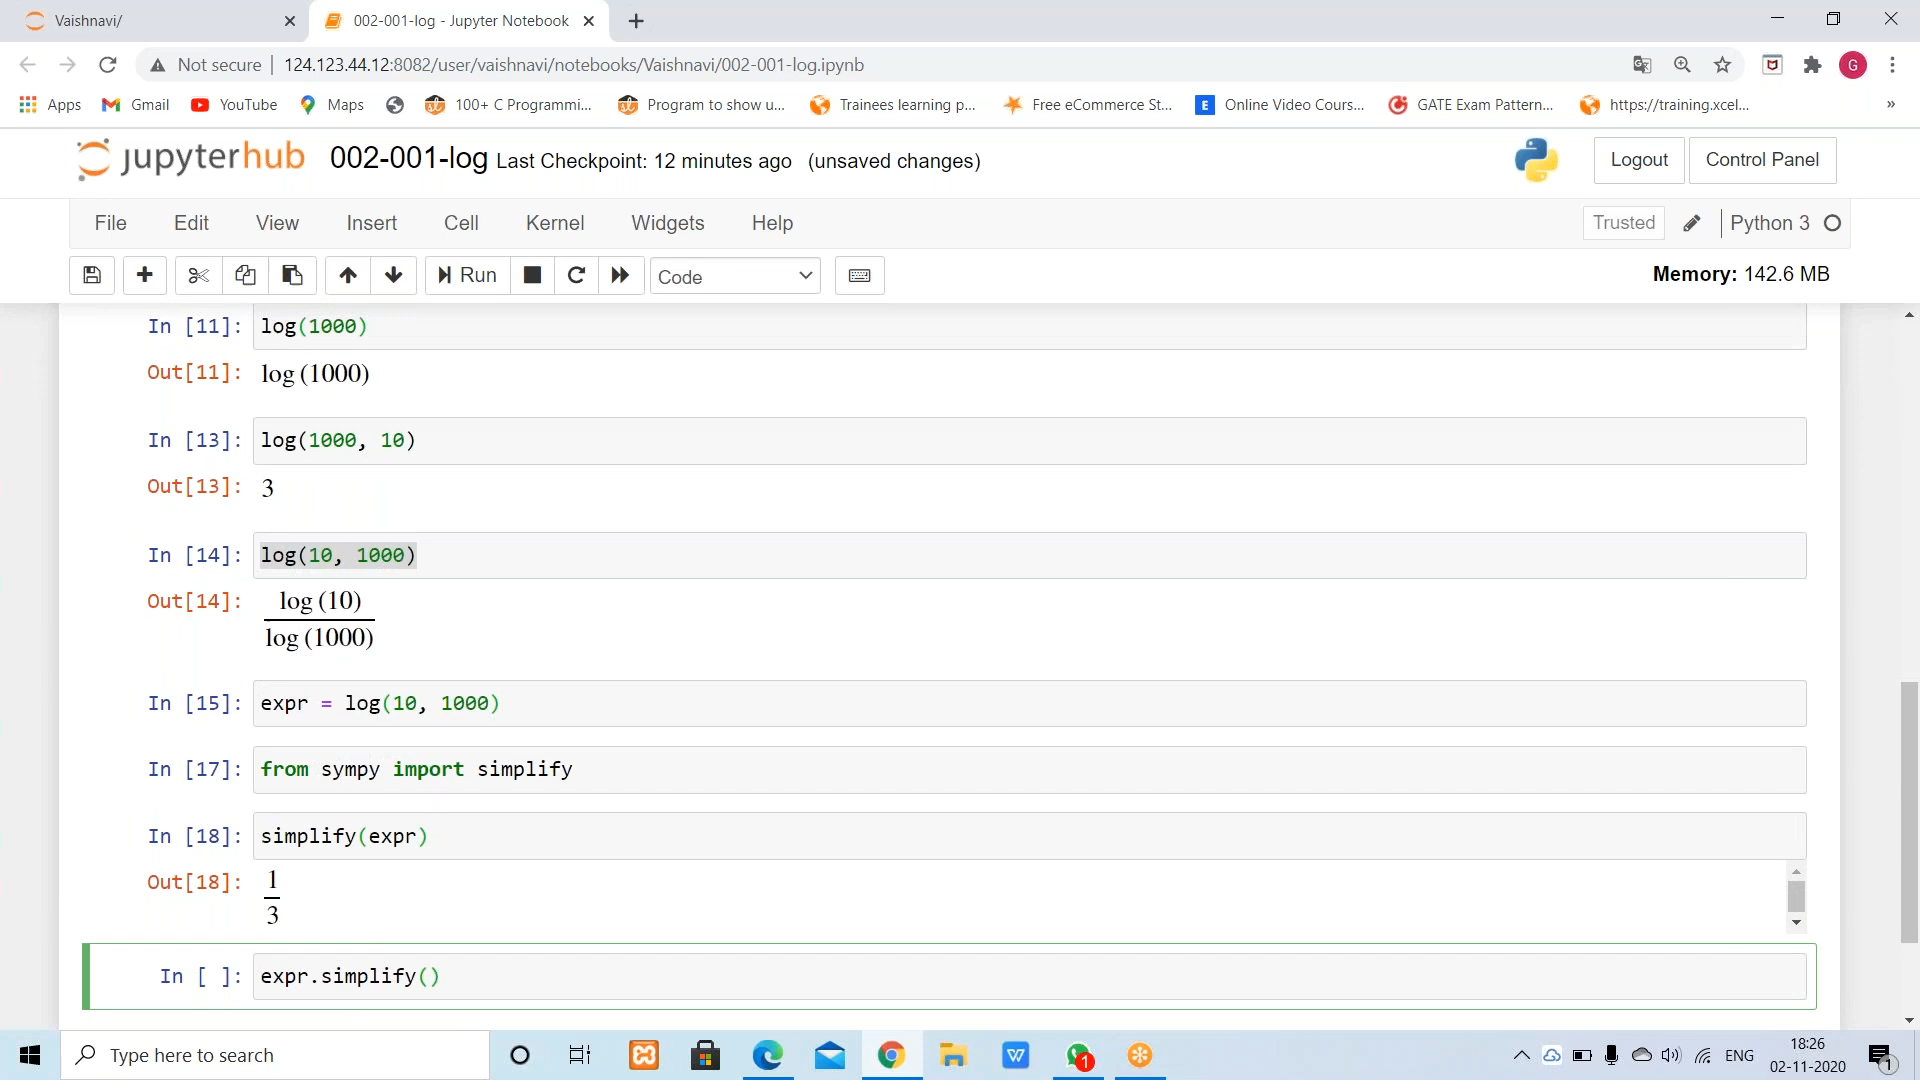 Vaishnavi/
002-001-log - Jupyter Notebook
Not secure | 124.123.44.12:8082/user/vaishnavi/notebooks/Vaishnavi/002-001-log.ipynb
G
Apps Gmail YouTube Maps 100+ C Programmi... Program to show u... Trainees learning p... Free eCommerce St... E Online Video Cours... GATE Exam Pattern... https://training.xcel... »
jupyterhub 002-001-log Last Checkpoint: 12 minutes ago (unsaved changes) Logout Control Panel
File Edit View Insert Cell Kernel Widgets Help Trusted Python 3
Run Code Memory: 142.6 MB
In [11]: log(1000)
Out[11]: log (1000)
In [13]: log(1000, 10)
Out[13]: 3
In [14]: log(10, 1000)
Out[14]: log (10)
log (1000)
In [15]: expr = log(10, 1000)
In [17]: from sympy import simplify
In [18]: simplify(expr)
Out[18]: 1
3
In [ ]: expr.simplify()
Type here to search
W
1
ENG
18:26
02-11-2020
1